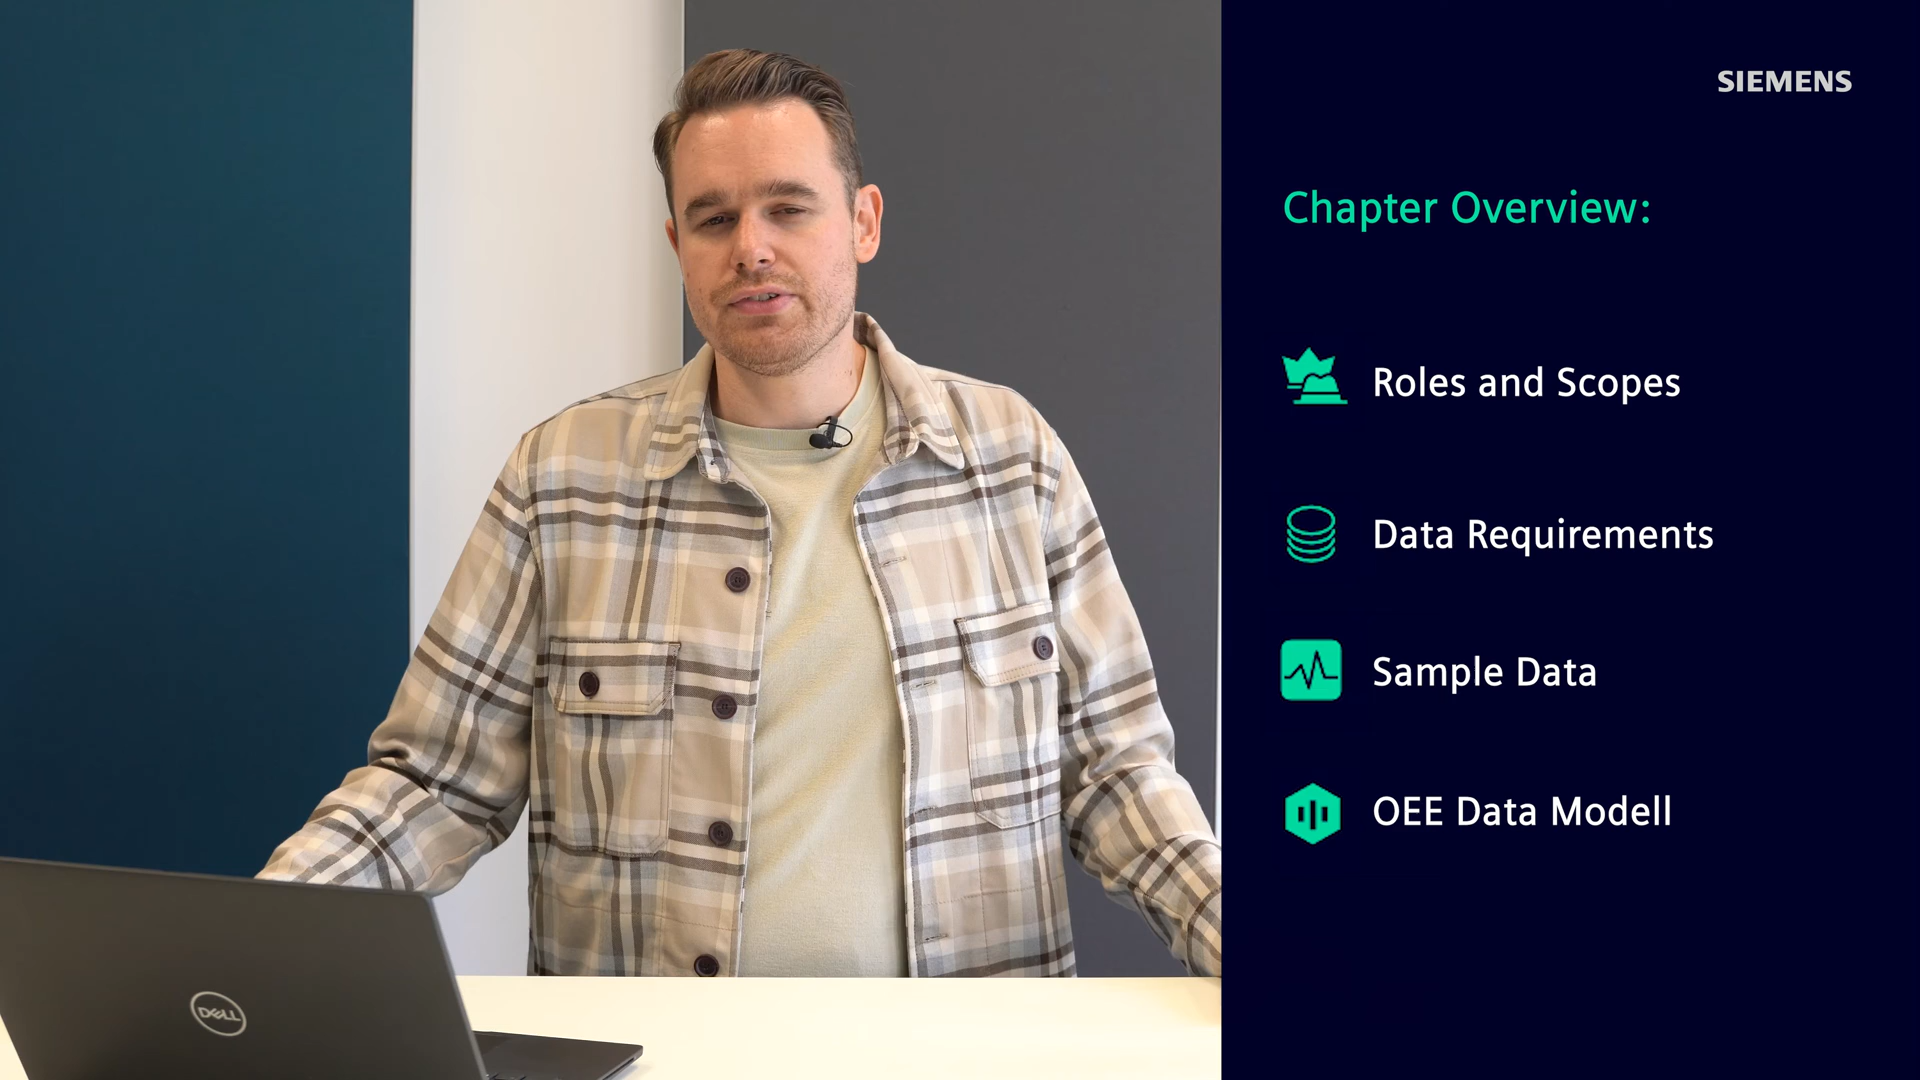 SIEMENS
Chapter Overview:
Roles and Scopes
Data Requirements
Sample Data
OEE Data Modell
DELL